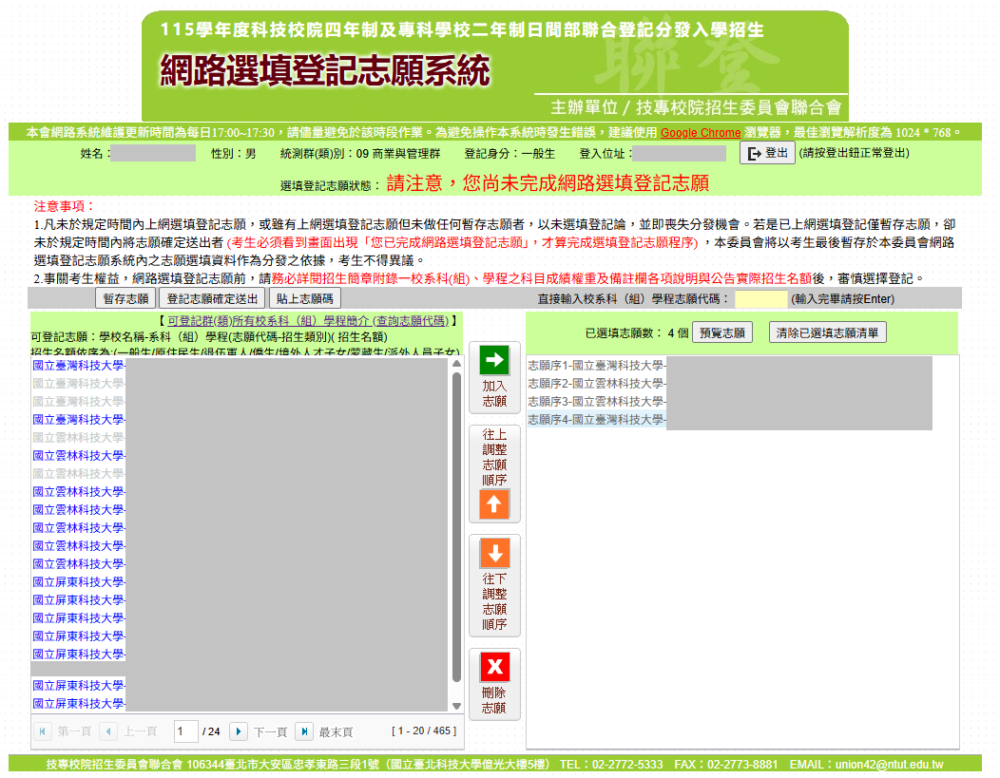 115學年度科技校院四年制及專科學校二年制日間部聯合登記分發入學招生
聯登
網路選填登記志願系統
主辦單位 / 技專校院招生委員會聯合會
本會網路系統維護更新時間為每日17:00~17:30，請儘量避免於該時段作業。為避免操作本系統時發生錯誤，建議使用 Google Chrome 瀏覽器，最佳瀏覽解析度為 1024 * 768。
姓名： 性別：男 統測群(類)別：09 商業與管理群 登記身分：一般生 登入位址： 登出 (請按登出鈕正常登出)
選填登記志願狀態： 請注意，您尚未完成網路選填登記志願
注意事項：
1.凡未於規定時間內上網選填登記志願，或雖有上網選填登記志願但未做任何暫存志願者，以未選填登記論，並即喪失分發機會。若是已上網選填登記僅暫存志願，卻
未於規定時間內將志願確定送出者 (考生必須看到畫面出現「您已完成網路選填登記志願」，才算完成選填登記志願程序) ，本委員會將以考生最後暫存於本委員會網路
選填登記志願系統內之志願選填資料作為分發之依據，考生不得異議。
2.事關考生權益，網路選填登記志願前，請務必詳閱招生簡章附錄一校系科(組)、學程之科目成績權重及備註欄各項說明與公告實際招生名額後，審慎選擇登記。
暫存志願 登記志願確定送出 貼上志願碼 直接輸入校系科（組）學程志願代碼： (輸入完畢請按Enter)
【 可登記群(類)所有校系科（組）學程簡介 (查詢志願代碼) 】
可登記志願：學校名稱-系科（組）學程(志願代碼-招生類別)( 招生名額)
招生名額依序為:(一般生/原住民生/退伍軍人/僑生/境外人才子女/蒙藏生/派外人員子女)
國立臺灣科技大學-
國立臺灣科技大學-
國立臺灣科技大學-
國立臺灣科技大學-
國立雲林科技大學-
國立雲林科技大學-
國立雲林科技大學-
國立雲林科技大學-
國立雲林科技大學-
國立雲林科技大學-
國立雲林科技大學-
國立雲林科技大學-
國立屏東科技大學-
國立屏東科技大學-
國立屏東科技大學-
國立屏東科技大學-
國立屏東科技大學-
國立屏東科技大學-
國立屏東科技大學-
第一頁 上一頁 1 / 24 下一頁 最末頁 [ 1 - 20 / 465 ]
加入
志願
往上
調整
志願
順序
往下
調整
志願
順序
X
刪除
志願
已選填志願數： 4 個 預覽志願 清除已選填志願清單
志願序1-國立臺灣科技大學-
志願序2-國立雲林科技大學-
志願序3-國立雲林科技大學-
志願序4-國立臺灣科技大學-
技專校院招生委員會聯合會 106344臺北市大安區忠孝東路三段1號（國立臺北科技大學億光大樓5樓） TEL：02-2772-5333 FAX：02-2773-8881 EMAIL：union42@ntut.edu.tw